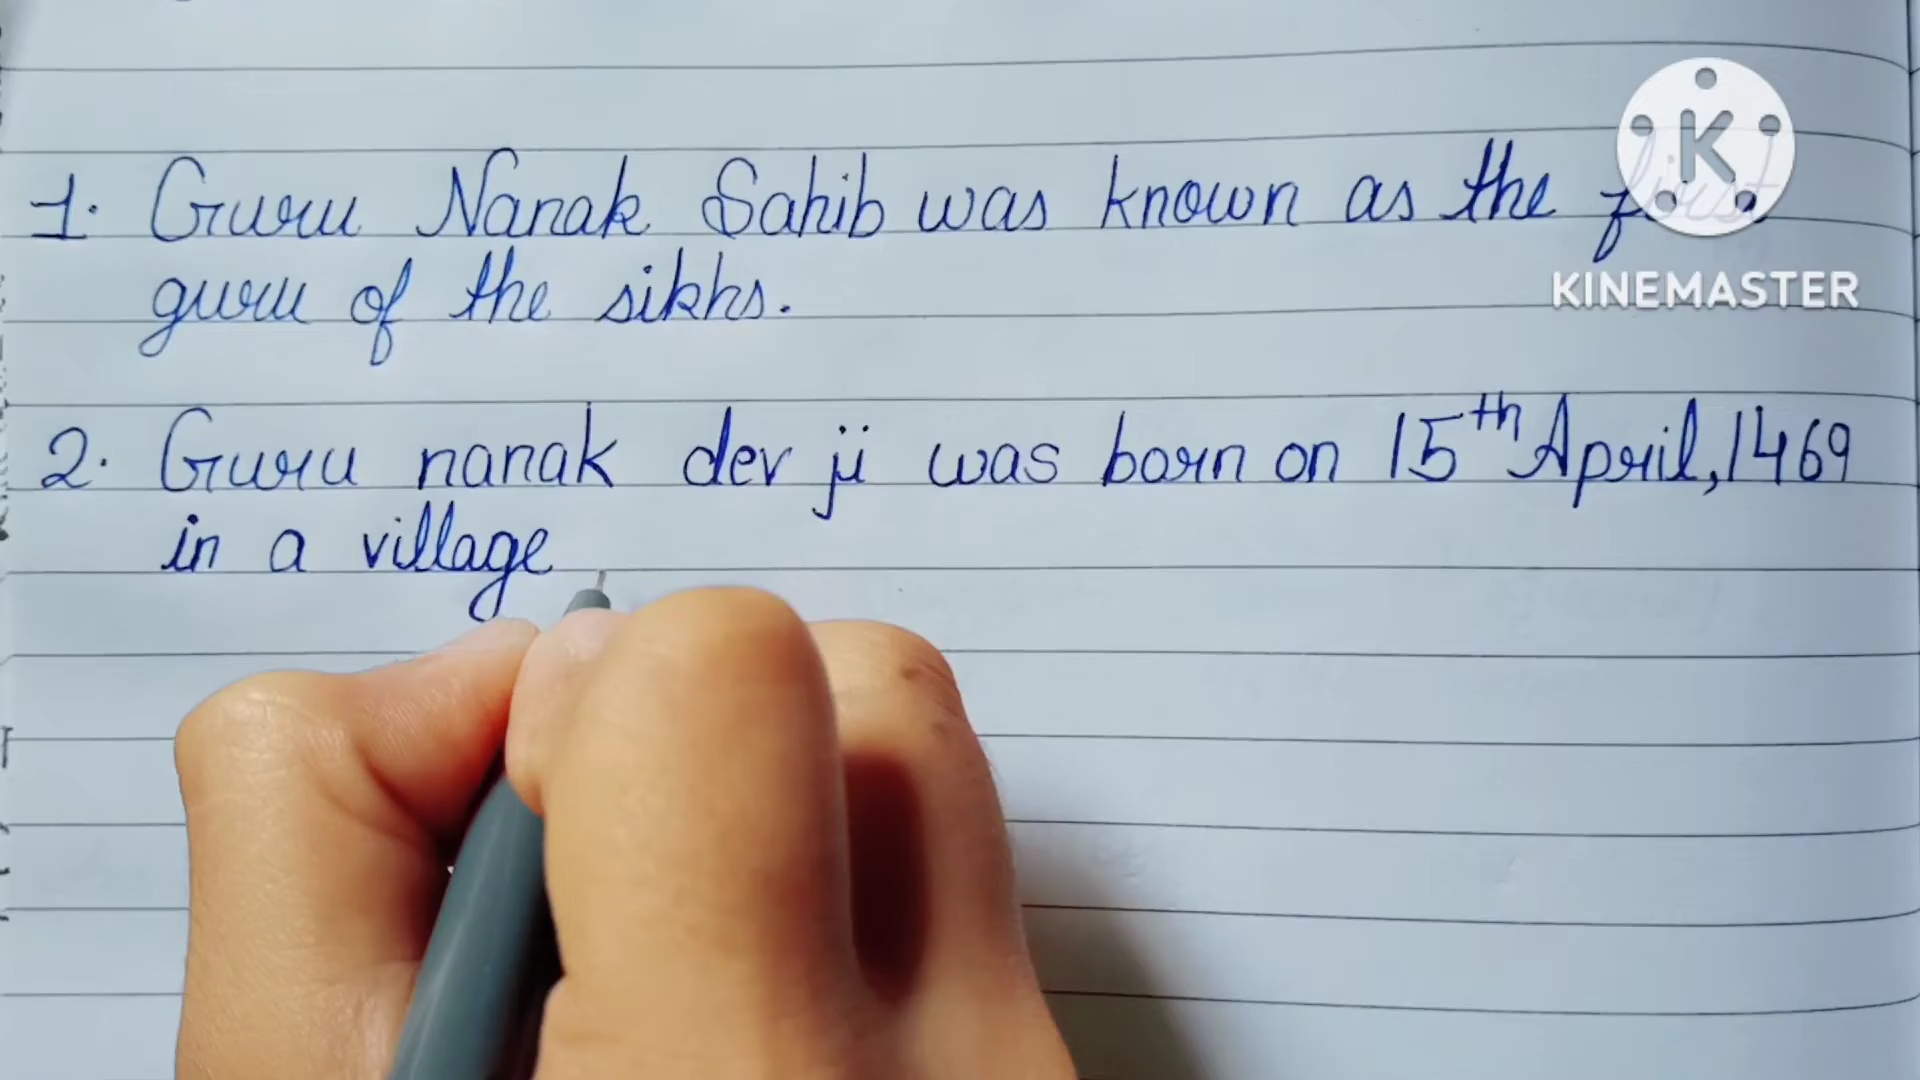 1. Guru Nanak Sahib was known as the first
guru of the sikhs.
KINEMASTER
2. Guru nanak dev ji was born on 15th April, 1469
in a village